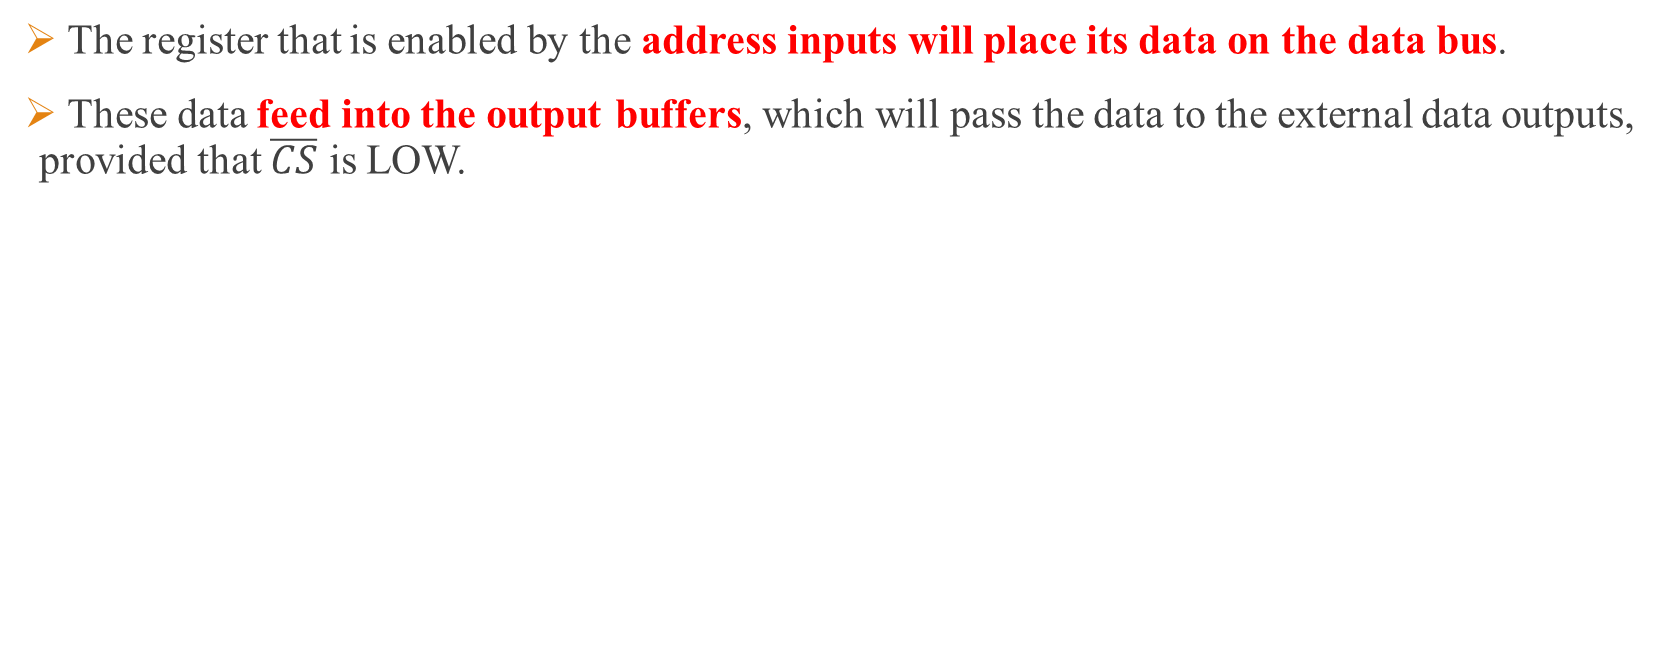 ➢ The register that is enabled by the address inputs will place its data on the data bus.
➢ These data feed into the output buffers, which will pass the data to the external data outputs,
provided that C̅S̅ is LOW.